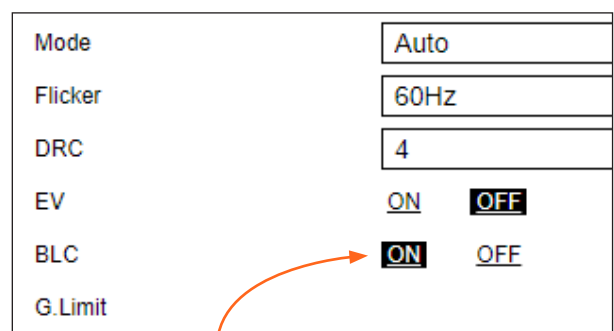 Mode Auto
Flicker 60Hz
DRC 4
EV ON OFF
BLC ON OFF
G.Limit